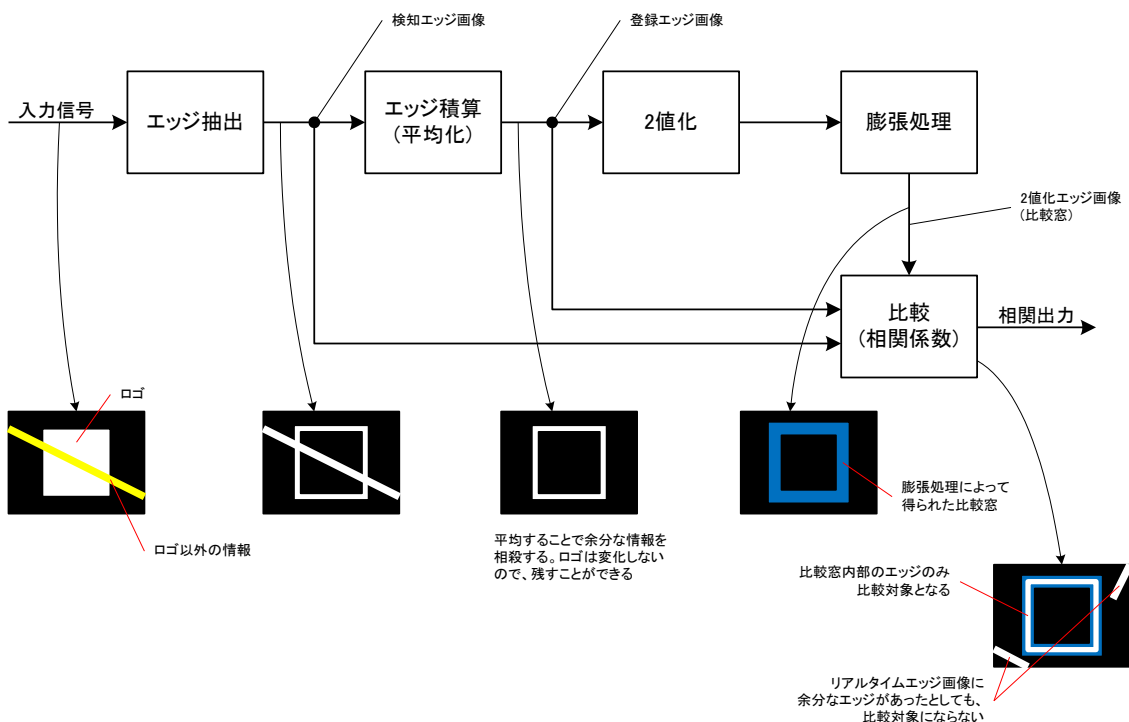 検知エッジ画像
登録エッジ画像
入力信号
エッジ抽出
エッジ積算
(平均化)
2値化
膨張処理
2値化エッジ画像
(比較窓)
比較
(相関係数)
相関出力
ロゴ
ロゴ以外の情報
平均することで余分な情報を
相殺する。ロゴは変化しない
ので、残すことができる
膨張処理によって
得られた比較窓
比較窓内部のエッジのみ
比較対象となる
リアルタイムエッジ画像に
余分なエッジがあったとしても、
比較対象にならない